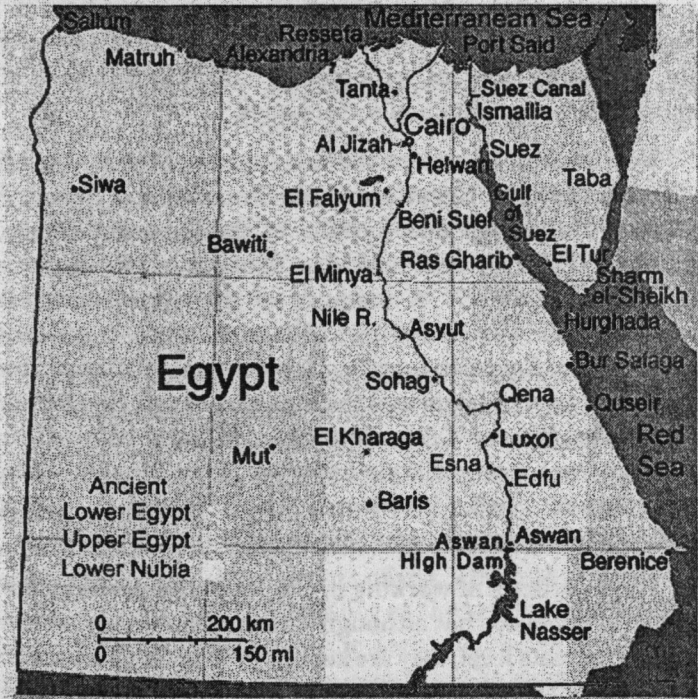 Mediterranean Sea
Sallum
Resseta
Port Said
Matruh
Alexandria
Tanta
Suez Canal
Ismailia
Cairo
Al Jizah
Suez
Helwan
Taba
Siwa
El Faiyum
Gulf
of
Suez
Beni Suef
Bawiti
Ras Gharib
El Tur
El Minya
Sharm
el-Sheikh
Nile R.
Asyut
Hurghada
Egypt
Bur Safaga
Sohag
Qena
Quseir
El Kharaga
Luxor
Red
Sea
Mut
Esna
Edfu
Ancient
Lower Egypt
Upper Egypt
Lower Nubia
Baris
Aswan
High Dam
Aswan
Berenice
0 200 km
0 150 mi
Lake
Nasser